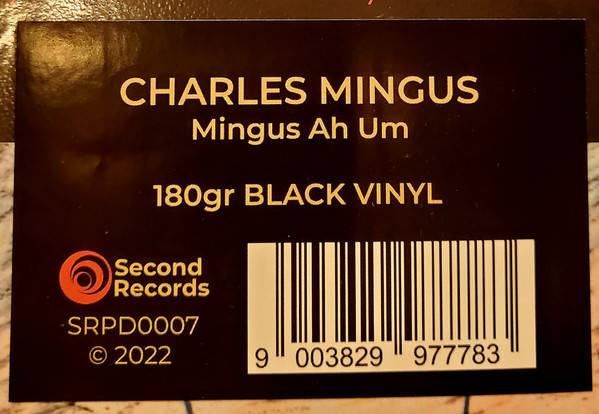 CHARLES MINGUS
Mingus Ah Um
180gr BLACK VINYL
Second
Records
SRPD0007
© 2022
9 003829 977783